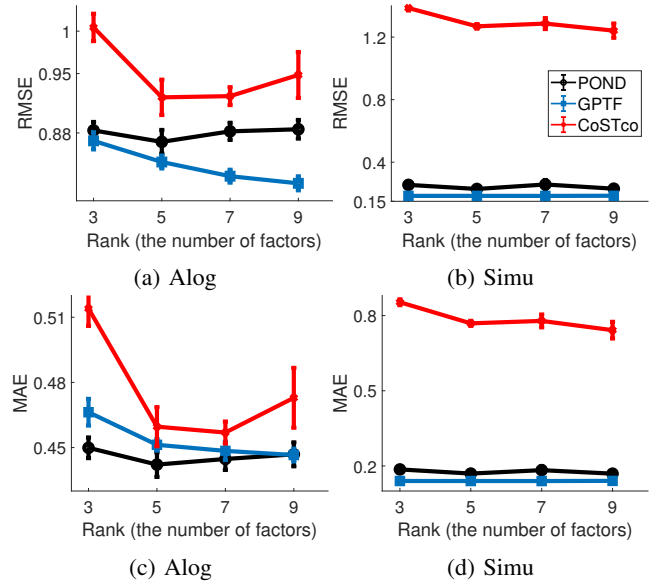 1
0.95
0.88
RMSE
3 5 7 9
Rank (the number of factors)
(a) Alog
1.2
0.8
0.4
0.15
RMSE
POND
GPTF
CoSTco
3 5 7 9
Rank (the number of factors)
(b) Simu
0.51
0.48
0.45
MAE
3 5 7 9
Rank (the number of factors)
(c) Alog
0.8
0.5
0.2
MAE
3 5 7 9
Rank (the number of factors)
(d) Simu